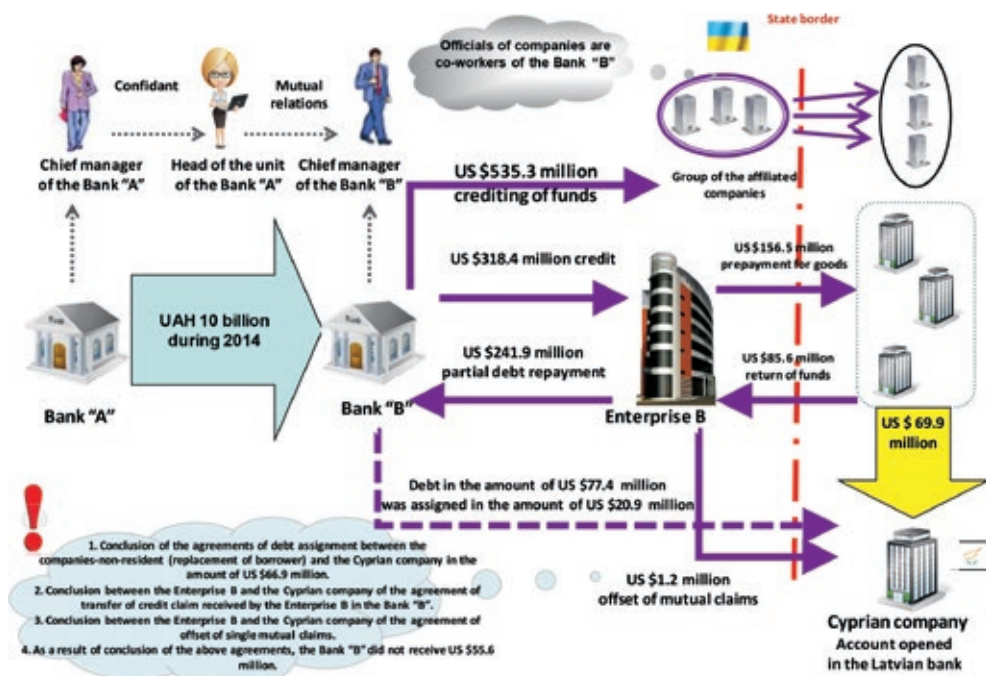 State border
Officials of companies are
co-workers of the Bank "B"
Confidant
Mutual
relations
Chief manager
of the Bank "A"
Head of the unit
of the Bank "A"
Chief manager
of the Bank "B"
US $535.3 million
crediting of funds
Group of the affiliated
companies
US $318.4 million credit
US $156.5 million
prepayment for goods
UAH 10 billion
during 2014
US $241.9 million
partial debt repayment
US $85.6 million
return of funds
Bank "A"
Bank "B"
Enterprise B
US $ 69.9
million
Debt in the amount of US $77.4 million
was assigned in the amount of US $20.9 million
1. Conclusion of the agreements of debt assignment between the
companies-non-resident (replacement of borrower) and the Cyprian company in the
amount of US $66.9 million.
2. Conclusion between the Enterprise B and the Cyprian company of the agreement of
transfer of credit claim received by the Enterprise B in the Bank "B".
3. Conclusion between the Enterprise B and the Cyprian company of the agreement of
offset of single mutual claims.
4. As a result of conclusion of the above agreements, the Bank "B" did not receive US $55.6
million.
US $1.2 million
offset of mutual claims
Cyprian company
Account opened
in the Latvian bank